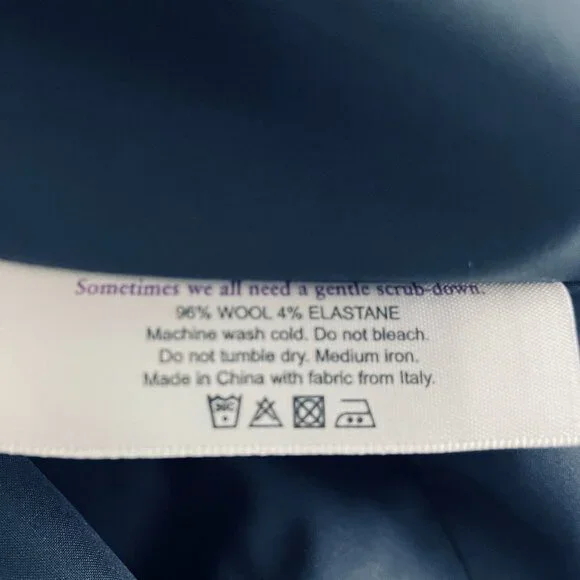 Sometimes we all need a gentle scrub-down.
96% WOOL 4% ELASTANE
Machine wash cold. Do not bleach.
Do not tumble dry. Medium iron.
Made in China with fabric from Italy.